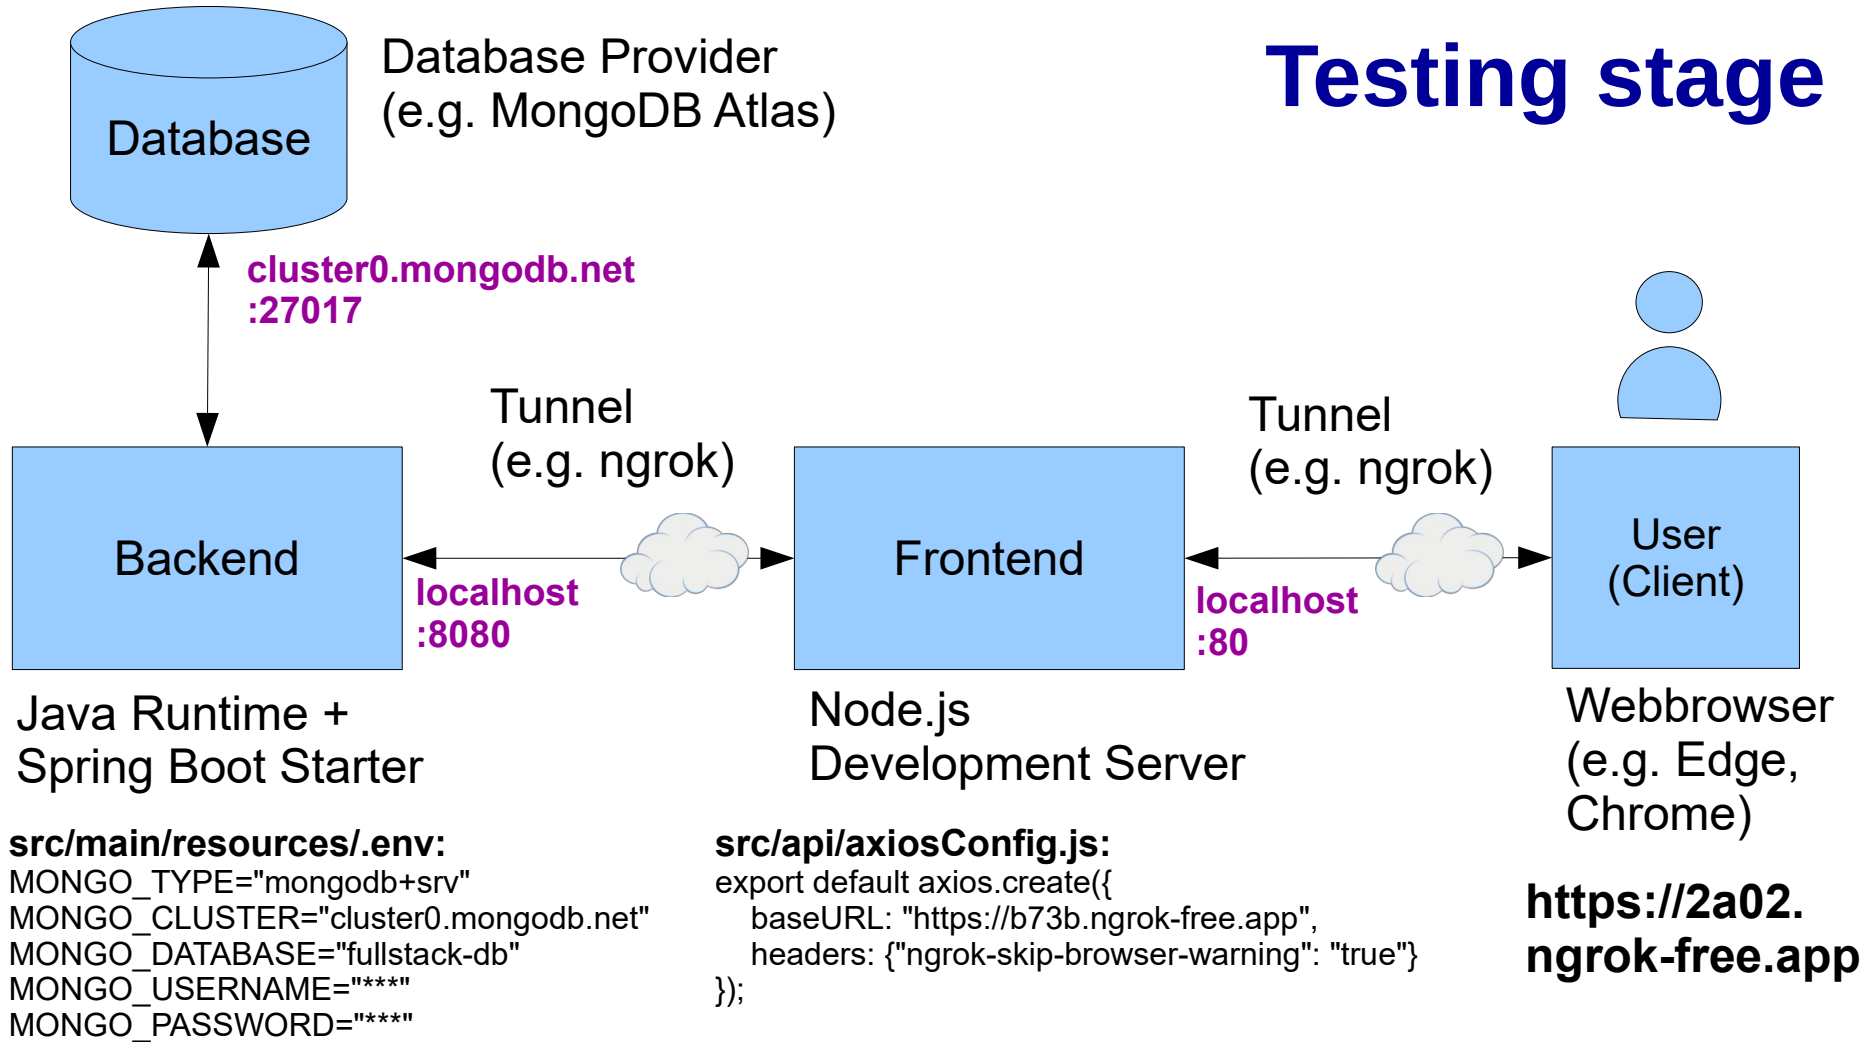 Testing stage
Database Provider
(e.g. MongoDB Atlas)
Database
cluster0.mongodb.net
:27017
Tunnel
(e.g. ngrok)
Tunnel
(e.g. ngrok)
Backend
localhost
:8080
Frontend
localhost
:80
User
(Client)
Java Runtime +
Spring Boot Starter
Node.js
Development Server
Webbrowser
(e.g. Edge,
Chrome)
src/main/resources/.env:
MONGO_TYPE="mongodb+srv"
MONGO_CLUSTER="cluster0.mongodb.net"
MONGO_DATABASE="fullstack-db"
MONGO_USERNAME="***"
MONGO_PASSWORD="***"
src/api/axiosConfig.js:
export default axios.create({
baseURL: "https://b73b.ngrok-free.app",
headers: {"ngrok-skip-browser-warning": "true"}
});
https://2a02.
ngrok-free.app